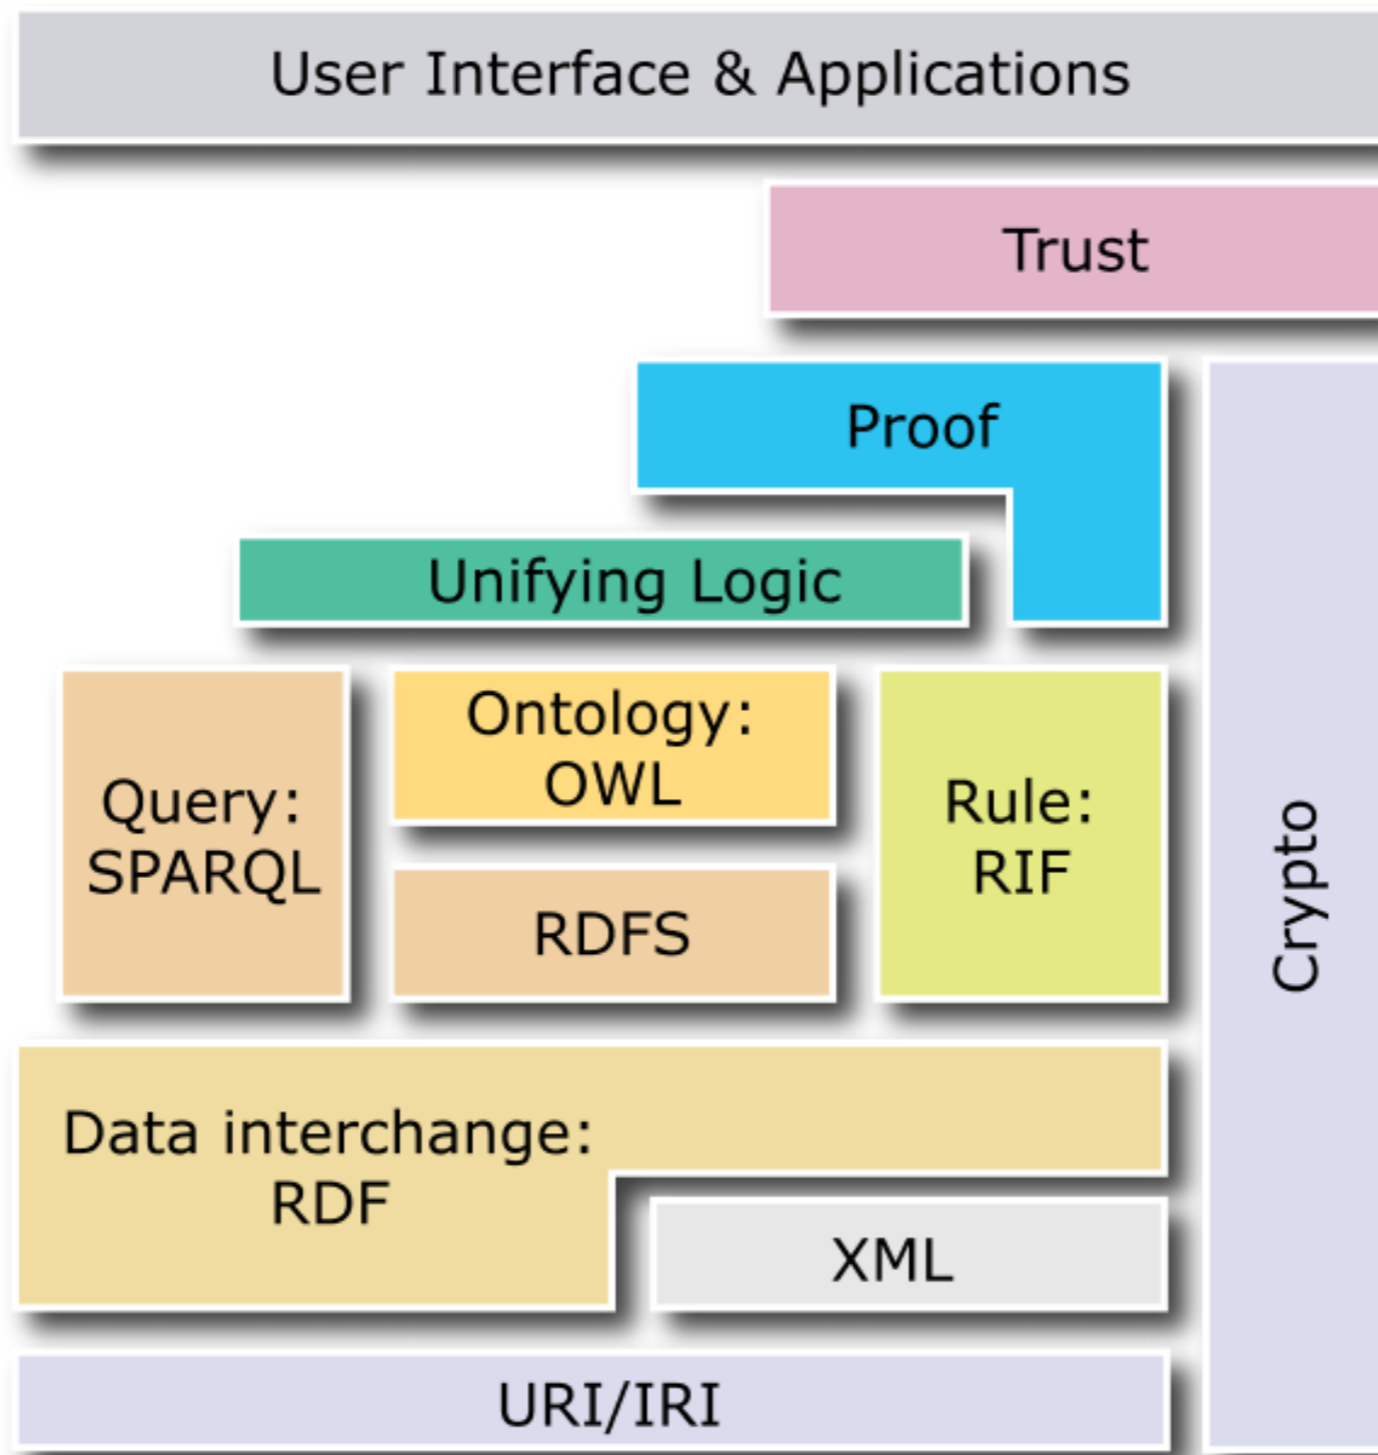 User Interface & Applications
Trust
Proof
Unifying Logic
Query:
SPARQL
Ontology:
OWL
RDFS
Rule:
RIF
Crypto
Data interchange:
RDF
XML
URI/IRI